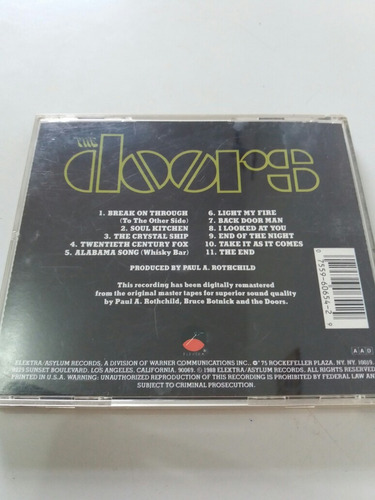 THE
doors
1. BREAK ON THROUGH
(To The Other Side)
2. SOUL KITCHEN
3. THE CRYSTAL SHIP
4. TWENTIETH CENTURY FOX
5. ALABAMA SONG (Whisky Bar)
6. LIGHT MY FIRE
7. BACK DOOR MAN
8. I LOOKED AT YOU
9. END OF THE NIGHT
10. TAKE IT AS IT COMES
11. THE END
PRODUCED BY PAUL A. ROTHCHILD
This recording has been digitally remastered
from the original master tapes for superior sound quality
by Paul A. Rothchild, Bruce Botnick and the Doors.
0 7559-60654-2
AAD
ELEKTRA/ASYLUM RECORDS, A DIVISION OF WARNER COMMUNICATIONS INC., 75 ROCKEFELLER PLAZA, NY, NY. 10019.
SUNSET BOULEVARD, LOS ANGELES, CALIFORNIA. 90069. ℗ 1988 ELEKTRA/ASYLUM RECORDS. ALL
PRINTED IN U.S.A. WARNING: UNAUTHORIZED REPRODUCTION OF THIS RECORDING IS PROHIBITED BY FEDERAL LAW AND
SUBJECT TO CRIMINAL PROSECUTION.